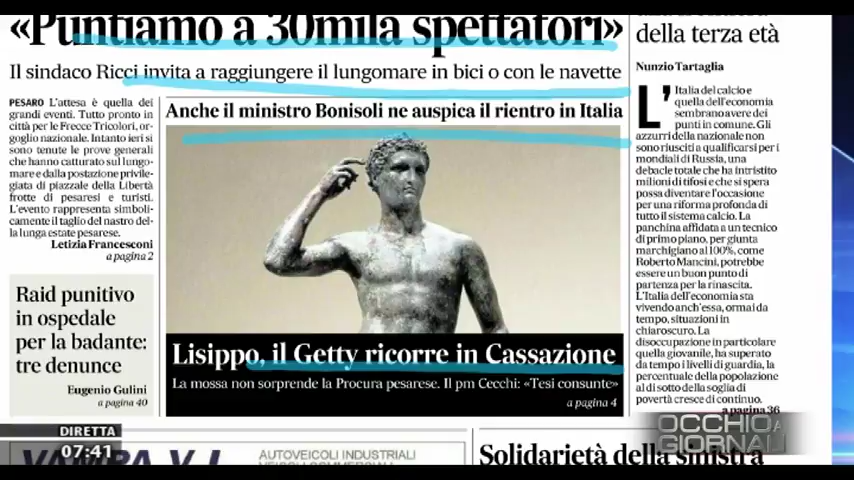 «Puntiamo a 30mila spettatori»
Il sindaco Ricci invita a raggiungere il lungomare in bici o con le navette
PESARO L'attesa è quella dei
grandi eventi. Tutto pronto in
città per le Frecce Tricolori, or-
goglio nazionale. Intanto ieri si
sono tenute le prove generali
che hanno catturato sul lungo-
mare e dalla postazione privile-
giata di piazzale della Libertà
frotte di pesaresi e turisti.
L'evento rappresenta simboli-
camente il taglio del nastro del-
la lunga estate pesarese.
Letizia Francesconi
a pagina 2
Raid punitivo
in ospedale
per la badante:
tre denunce
Eugenio Gulini
a pagina 40
Anche il ministro Bonisoli ne auspica il rientro in Italia
Lisippo, il Getty ricorre in Cassazione
La mossa non sorprende la Procura pesarese. Il pm Cecchi: «Tesi consunte»
a pagina 4
della terza età
Nunzio Tartaglia
L'Italia del calcio e
quella dell'economia
sembrano avere dei
punti in comune. Gli
azzurri della nazionale non
sono riusciti a qualificarsi per i
mondiali di Russia, una
debacle totale che ha intristito
milioni di tifosi e che si spera
possa diventare l'occasione
per una riforma profonda di
tutto il sistema calcio. La
panchina affidata a un tecnico
di primo piano, per giunta
marchigiano al 100%, come
Roberto Mancini, potrebbe
essere un buon punto di
partenza per la rinascita.
L'Italia dell'economia sta
vivendo anch'essa, ormai da
tempo, situazioni in
chiaroscuro. La
disoccupazione in particolare
quella giovanile, ha superato
da tempo i livelli di guardia, la
percentuale della popolazione
al di sotto della soglia di
povertà cresce di continuo.
a pagina 36
DIRETTA
07:41
AUTOVEICOLI INDUSTRIALI
Solidarietà della sinistra
OCCHIO AI
GIORNALI